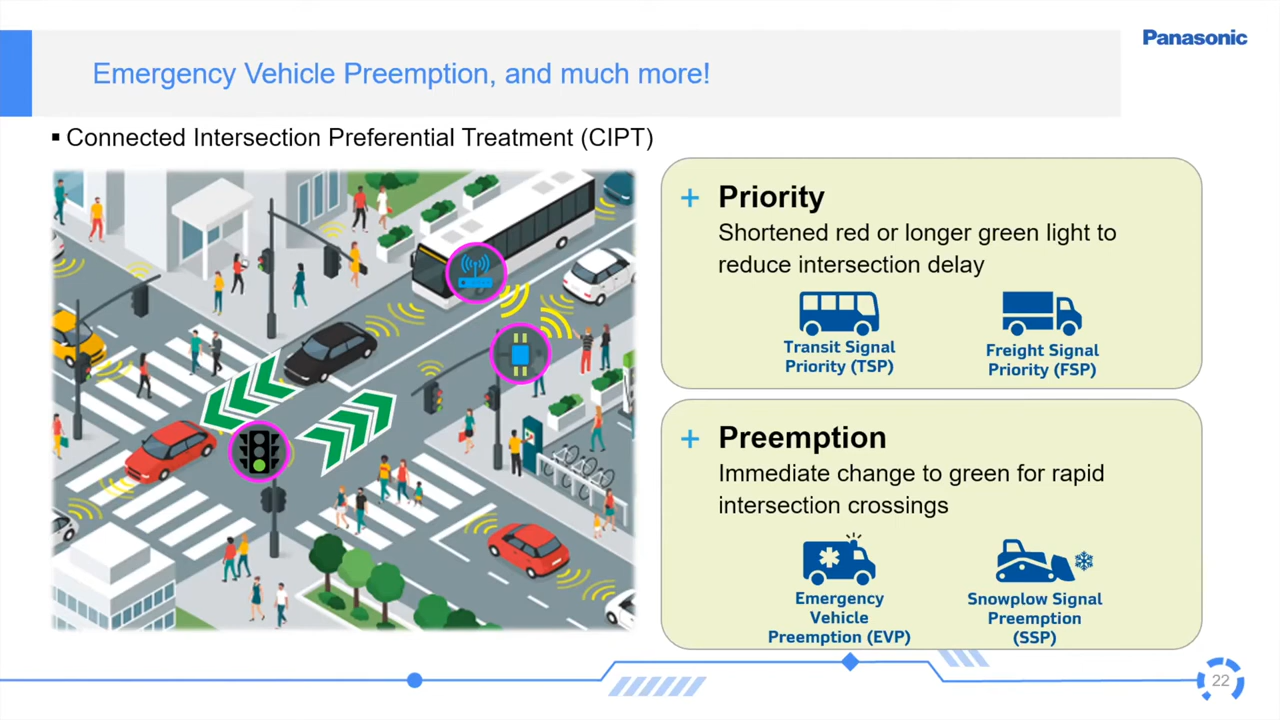 Panasonic
Emergency Vehicle Preemption, and much more!
▪ Connected Intersection Preferential Treatment (CIPT)
+ Priority
Shortened red or longer green light to
reduce intersection delay
Transit Signal
Priority (TSP)
Freight Signal
Priority (FSP)
+ Preemption
Immediate change to green for rapid
intersection crossings
Emergency
Vehicle
Preemption (EVP)
Snowplow Signal
Preemption
(SSP)
22